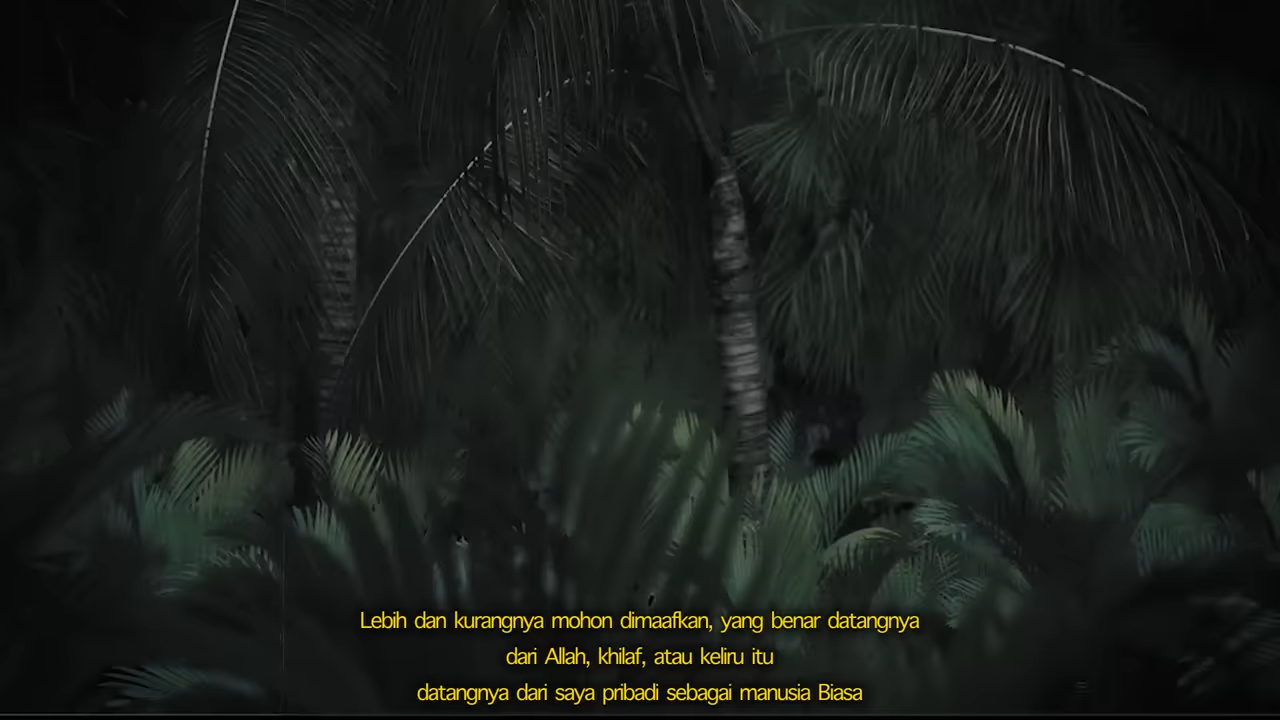 Lebih dan kurangnya mohon dimaafkan, yang benar datangnya
dari Allah, khilaf, atau keliru itu
datangnya dari saya pribadi sebagai manusia Biasa